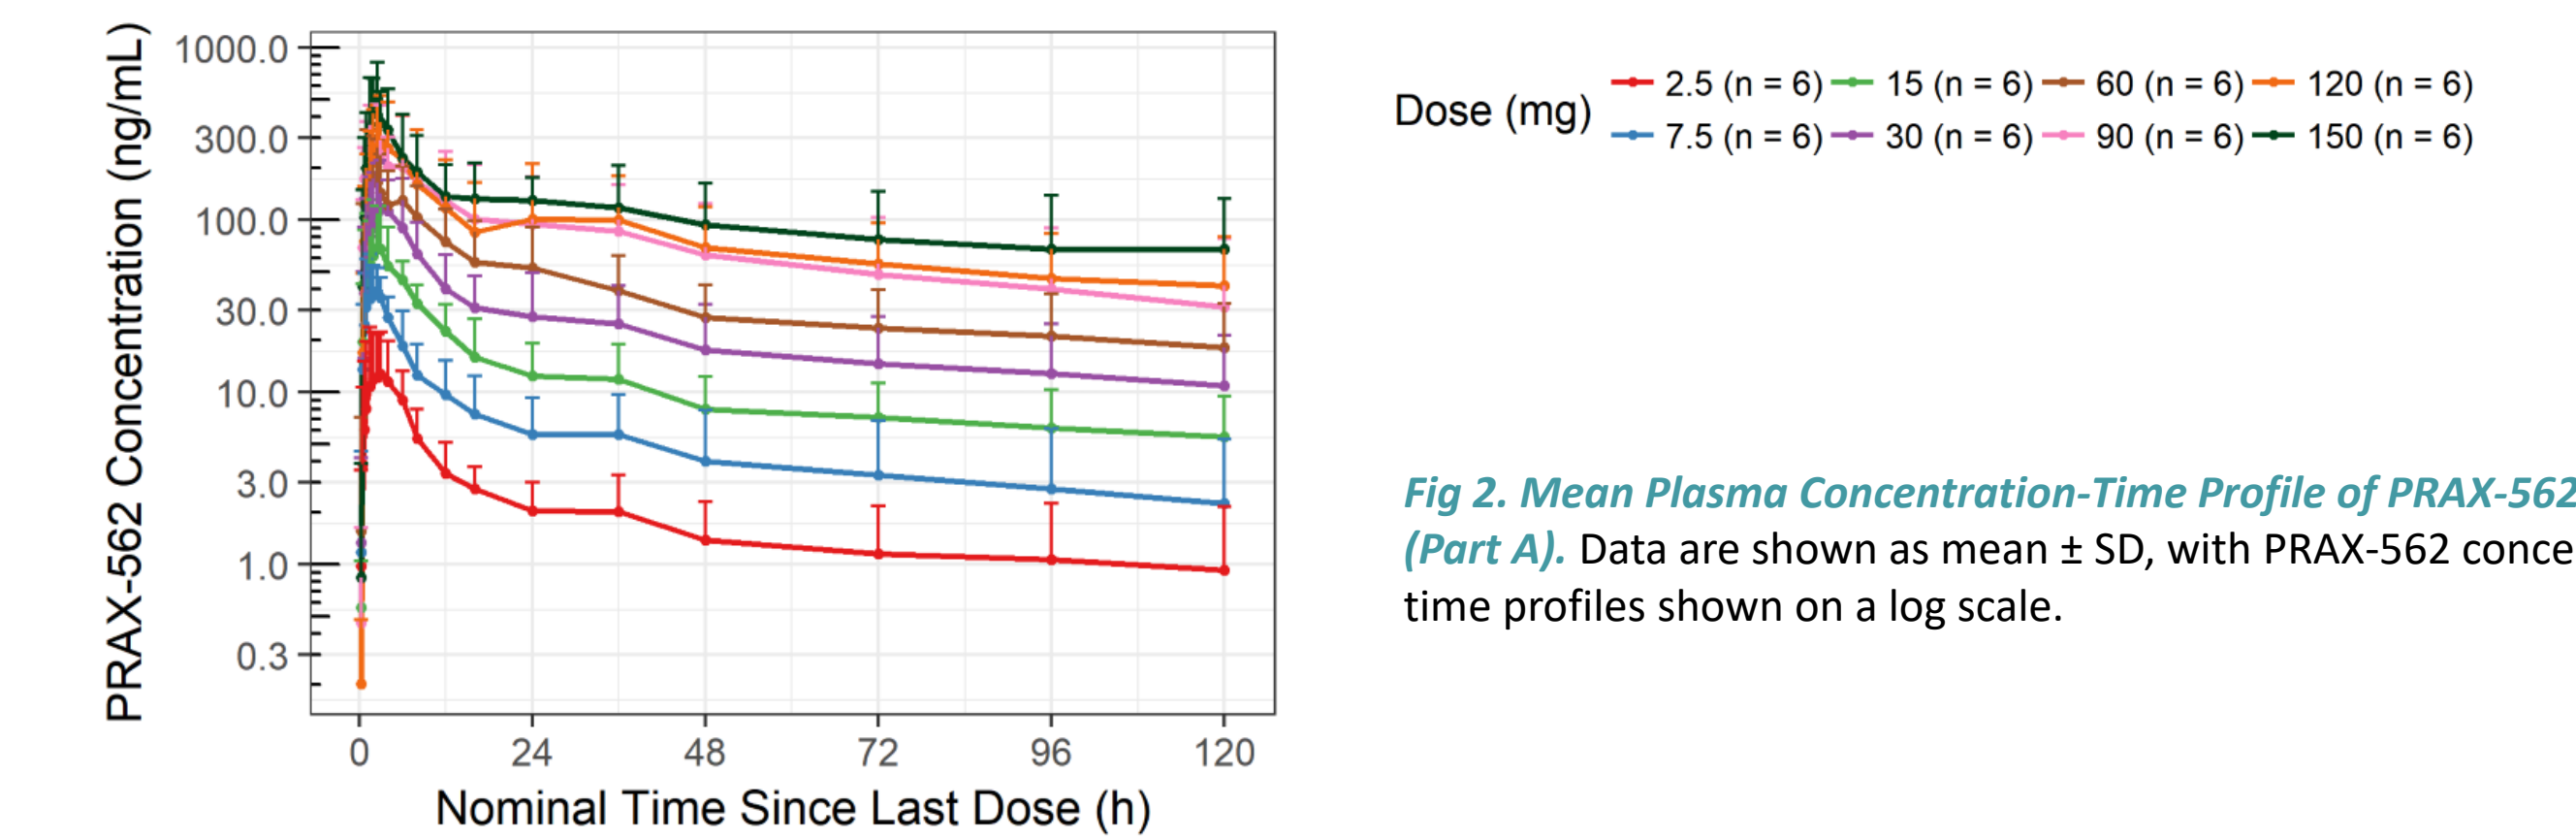 PRAX-562 Concentration (ng/mL)
1000.0
300.0
100.0
30.0
10.0
3.0
1.0
0.3
0 24 48 72 96 120
Nominal Time Since Last Dose (h)
Dose (mg)
2.5 (n = 6) 15 (n = 6) 60 (n = 6) 120 (n = 6)
7.5 (n = 6) 30 (n = 6) 90 (n = 6) 150 (n = 6)
Fig 2. Mean Plasma Concentration-Time Profile of PRAX-562
(Part A). Data are shown as mean ± SD, with PRAX-562 conce
time profiles shown on a log scale.